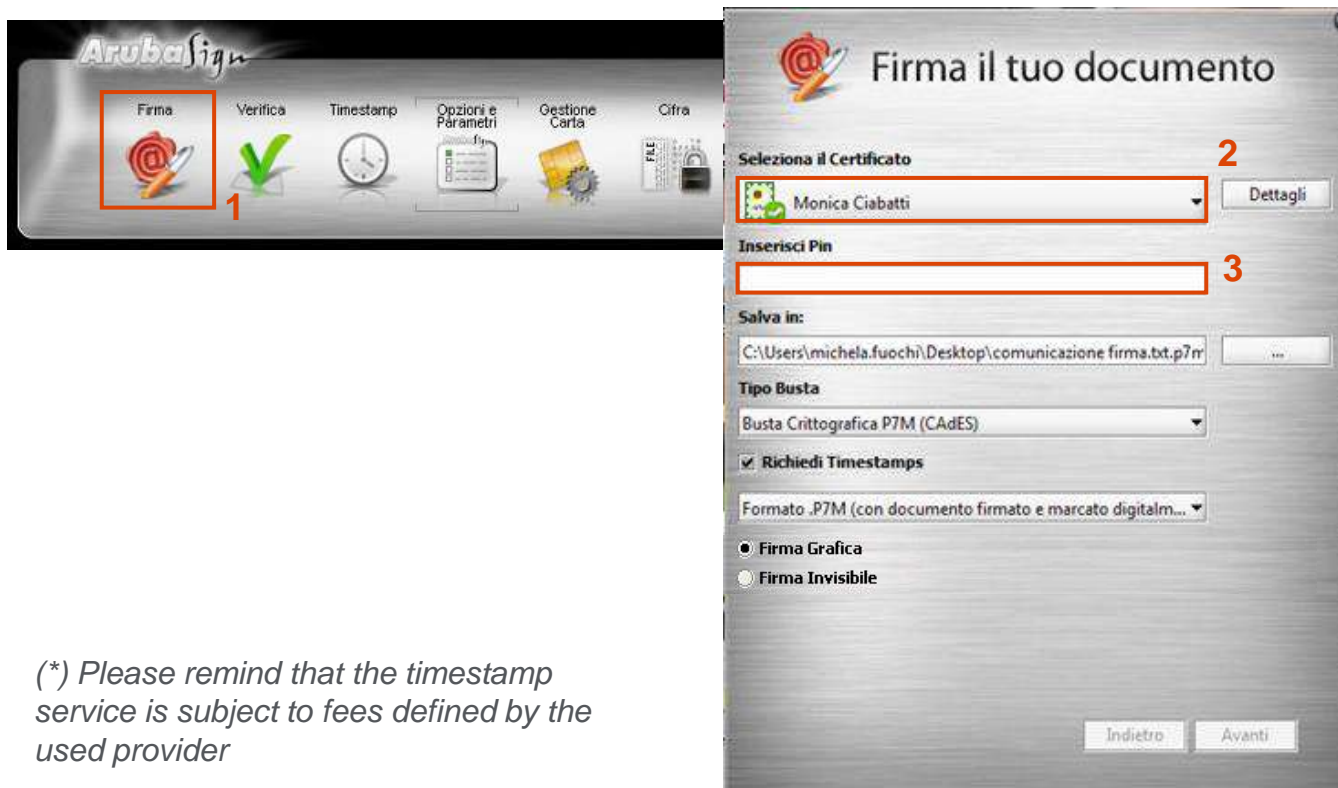 ArubaSign
Firma
Verifica
Timestamp
Opzioni e
Parametri
Gestione
Carta
Cifra
FILE
1
Firma il tuo documento
Seleziona il Certificato
2
Monica Ciabatti
Dettagli
Inserisci Pin
3
Salva in:
C:\Users\michela.fuochi\Desktop\comunicazione firma.txt.p7m
...
Tipo Busta
Busta Crittografica P7M (CAdES)
Richiedi Timestamps
Formato .P7M (con documento firmato e marcato digitalm...
Firma Grafica
Firma Invisibile
(*) Please remind that the timestamp
service is subject to fees defined by the
used provider
Indietro
Avanti